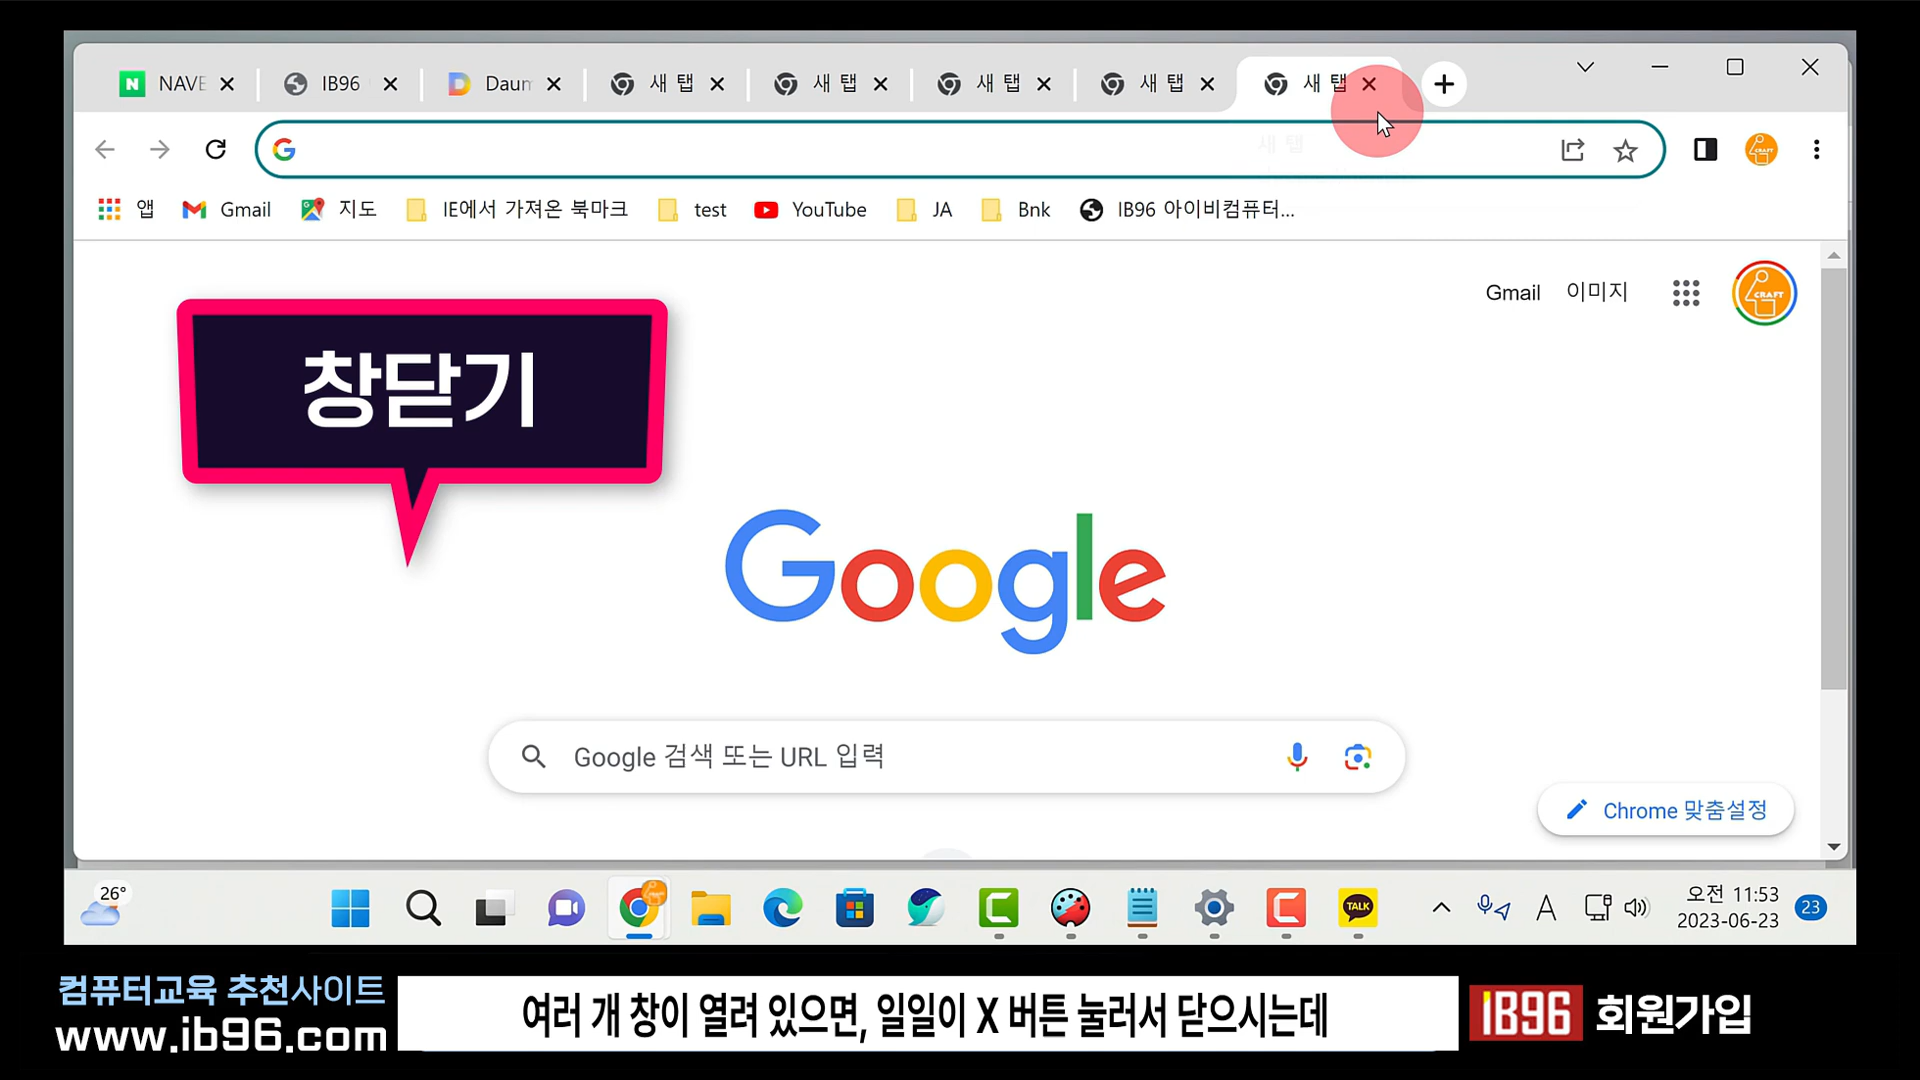 NAVE
IB96
Daum
새 탭
새 탭
새 탭
새 탭
새 탭
새 탭
앱
Gmail
지도
IE에서 가져온 북마크
test
YouTube
JA
Bnk
IB96 아이비컴퓨터...
Gmail
이미지
CRAFT
창닫기
Google
Google 검색 또는 URL 입력
Chrome 맞춤설정
26°
TALK
A
오전 11:53
2023-06-23
23
컴퓨터교육 추천사이트
www.ib96.com
여러 개 창이 열려 있으면, 일일이 X 버튼 눌러서 닫으시는데
IB96 회원가입